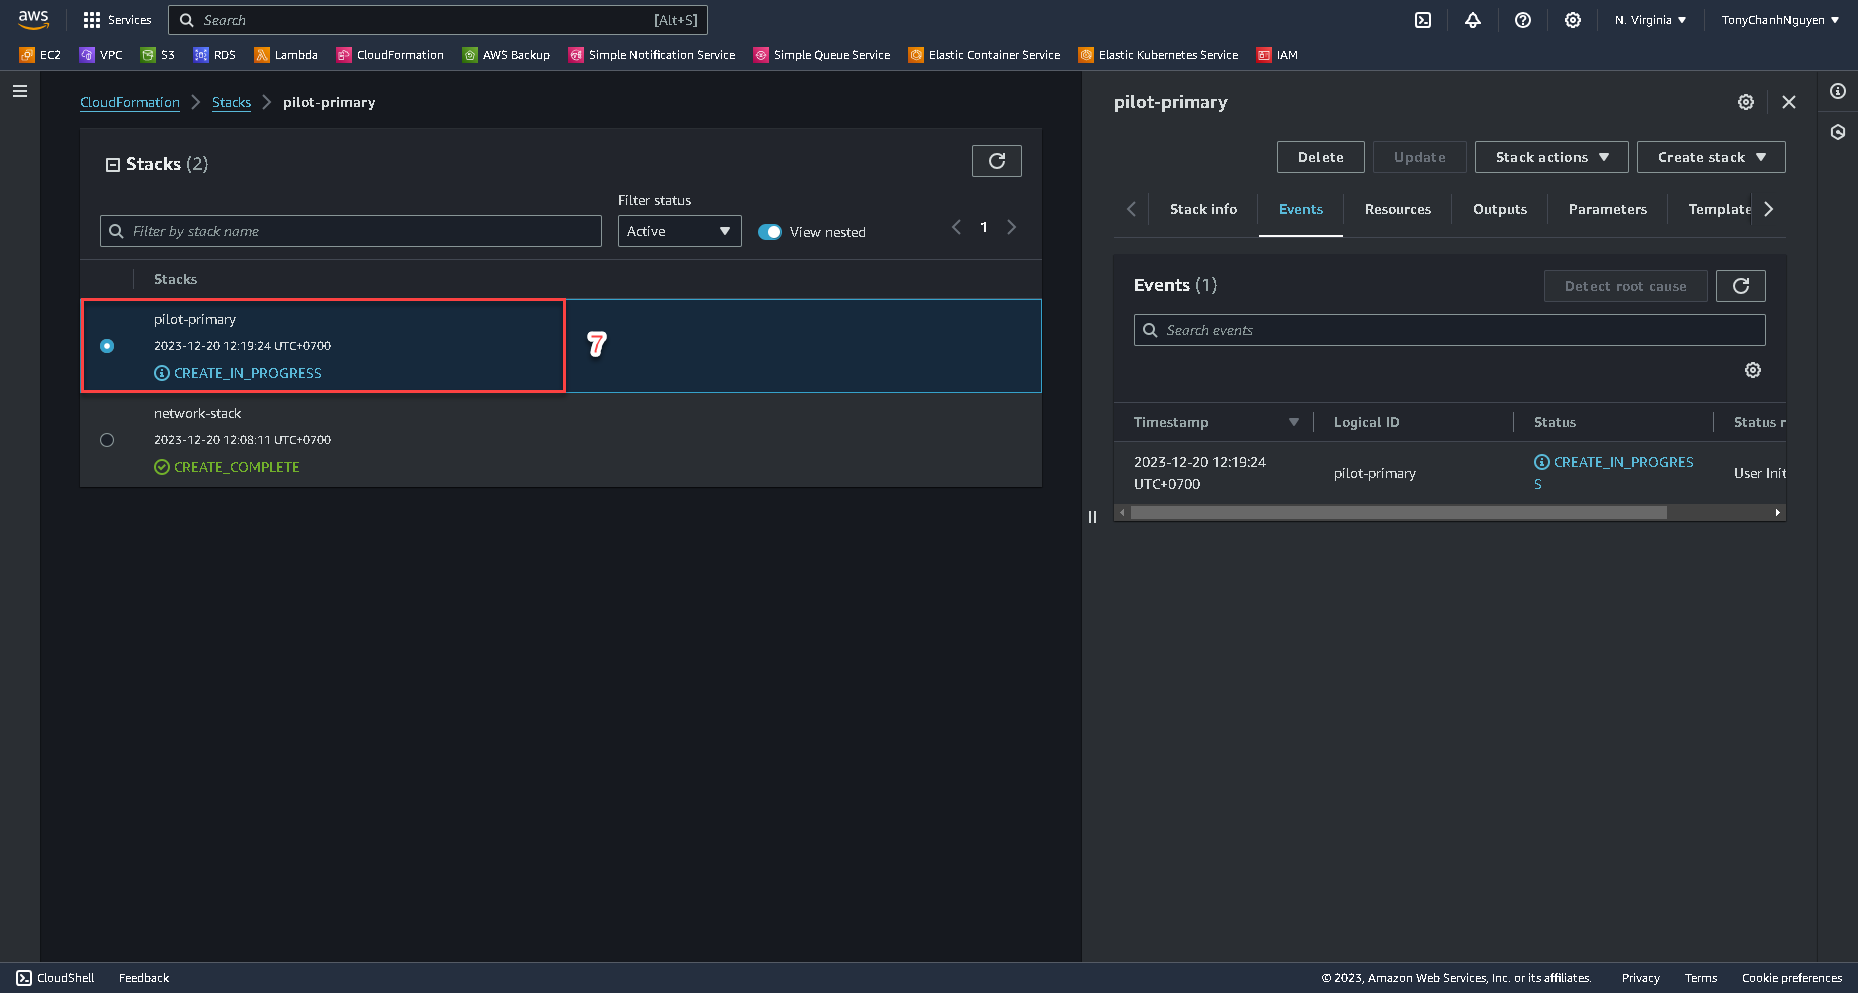 aws Services Search [Alt+S] N. Virginia TonyChanhNguyen
EC2 VPC S3 RDS Lambda CloudFormation AWS Backup Simple Notification Service Simple Queue Service Elastic Container Service Elastic Kubernetes Service IAM
CloudFormation Stacks pilot-primary
Stacks (2)
Filter status
Filter by stack name
Active
View nested
1
Stacks
pilot-primary
2023-12-20 12:19:24 UTC+0700
CREATE_IN_PROGRESS
7
network-stack
2023-12-20 12:08:11 UTC+0700
CREATE_COMPLETE
pilot-primary
Delete Update Stack actions Create stack
Stack info Events Resources Outputs Parameters Template
Events (1)
Detect root cause
Search events
Timestamp Logical ID Status Status r
2023-12-20 12:19:24
UTC+0700
pilot-primary
CREATE_IN_PROGRES
S
User Init
CloudShell Feedback © 2023, Amazon Web Services, Inc. or its affiliates. Privacy Terms Cookie preferences